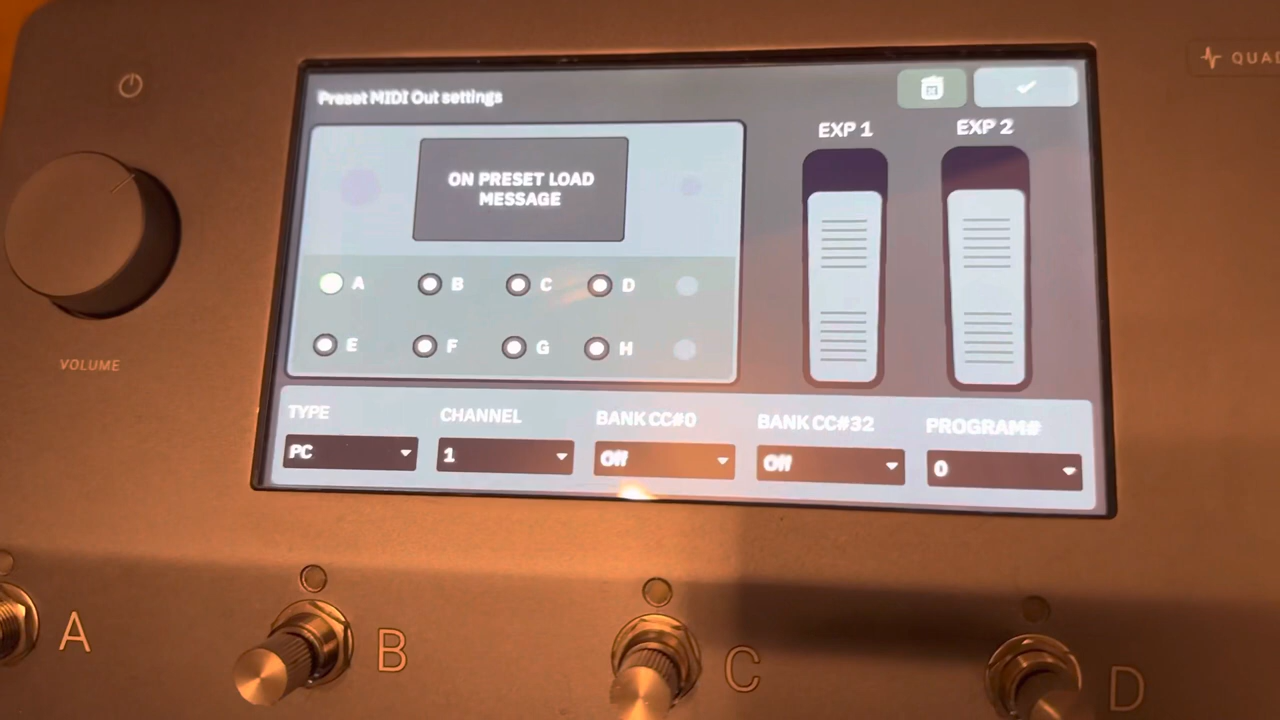 QUAD
Preset MIDI Out settings
EXP 1
EXP 2
ON PRESET LOAD
MESSAGE
A
B
C
D
E
F
G
H
VOLUME
TYPE
CHANNEL
BANK CC#0
BANK CC#32
PROGRAM#
PC
1
Off
Off
0
A
B
C
D